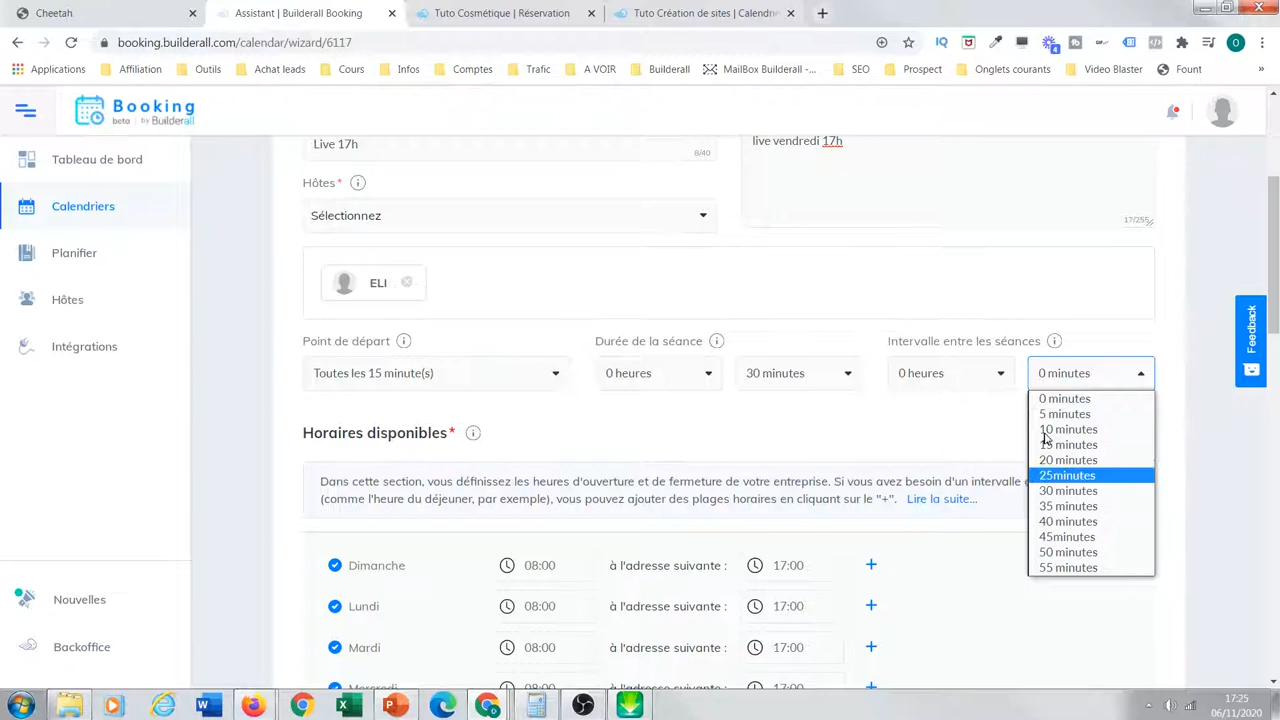 Cheetah
Assistant | Builderall Booking
Tuto Cosmétique | Réserva
Tuto Création de sites | Calendri
booking.builderall.com/calendar/wizard/6117
Applications
Affiliation
Outils
Achat leads
Cours
Infos
Comptes
Trafic
A VOIR
Builderall
MailBox Builderall -...
SEO
Prospect
Onglets courants
Video Blaster
Fount
Booking
beta by Builderall
Tableau de bord
Calendriers
Planifier
Hôtes
Intégrations
Nouvelles
Backoffice
Live 17h
8/40
live vendredi 17h
17/255
Hôtes *
Sélectionnez
ELI
Point de départ
Durée de la séance
Intervalle entre les séances
Toutes les 15 minute(s)
0 heures
30 minutes
0 heures
0 minutes
0 minutes
5 minutes
10 minutes
15 minutes
20 minutes
25minutes
30 minutes
35 minutes
40 minutes
45minutes
50 minutes
55 minutes
Horaires disponibles*
Dans cette section, vous définissez les heures d'ouverture et de fermeture de votre entreprise. Si vous avez besoin d'un intervalle
(comme l'heure du déjeuner, par exemple), vous pouvez ajouter des plages horaires en cliquant sur le "+". Lire la suite...
Dimanche 08:00 à l'adresse suivante : 17:00
Lundi 08:00 à l'adresse suivante : 17:00
Mardi 08:00 à l'adresse suivante : 17:00
Mercredi 08:00 à l'adresse suivante : 17:00
Feedback
17:25
06/11/2020